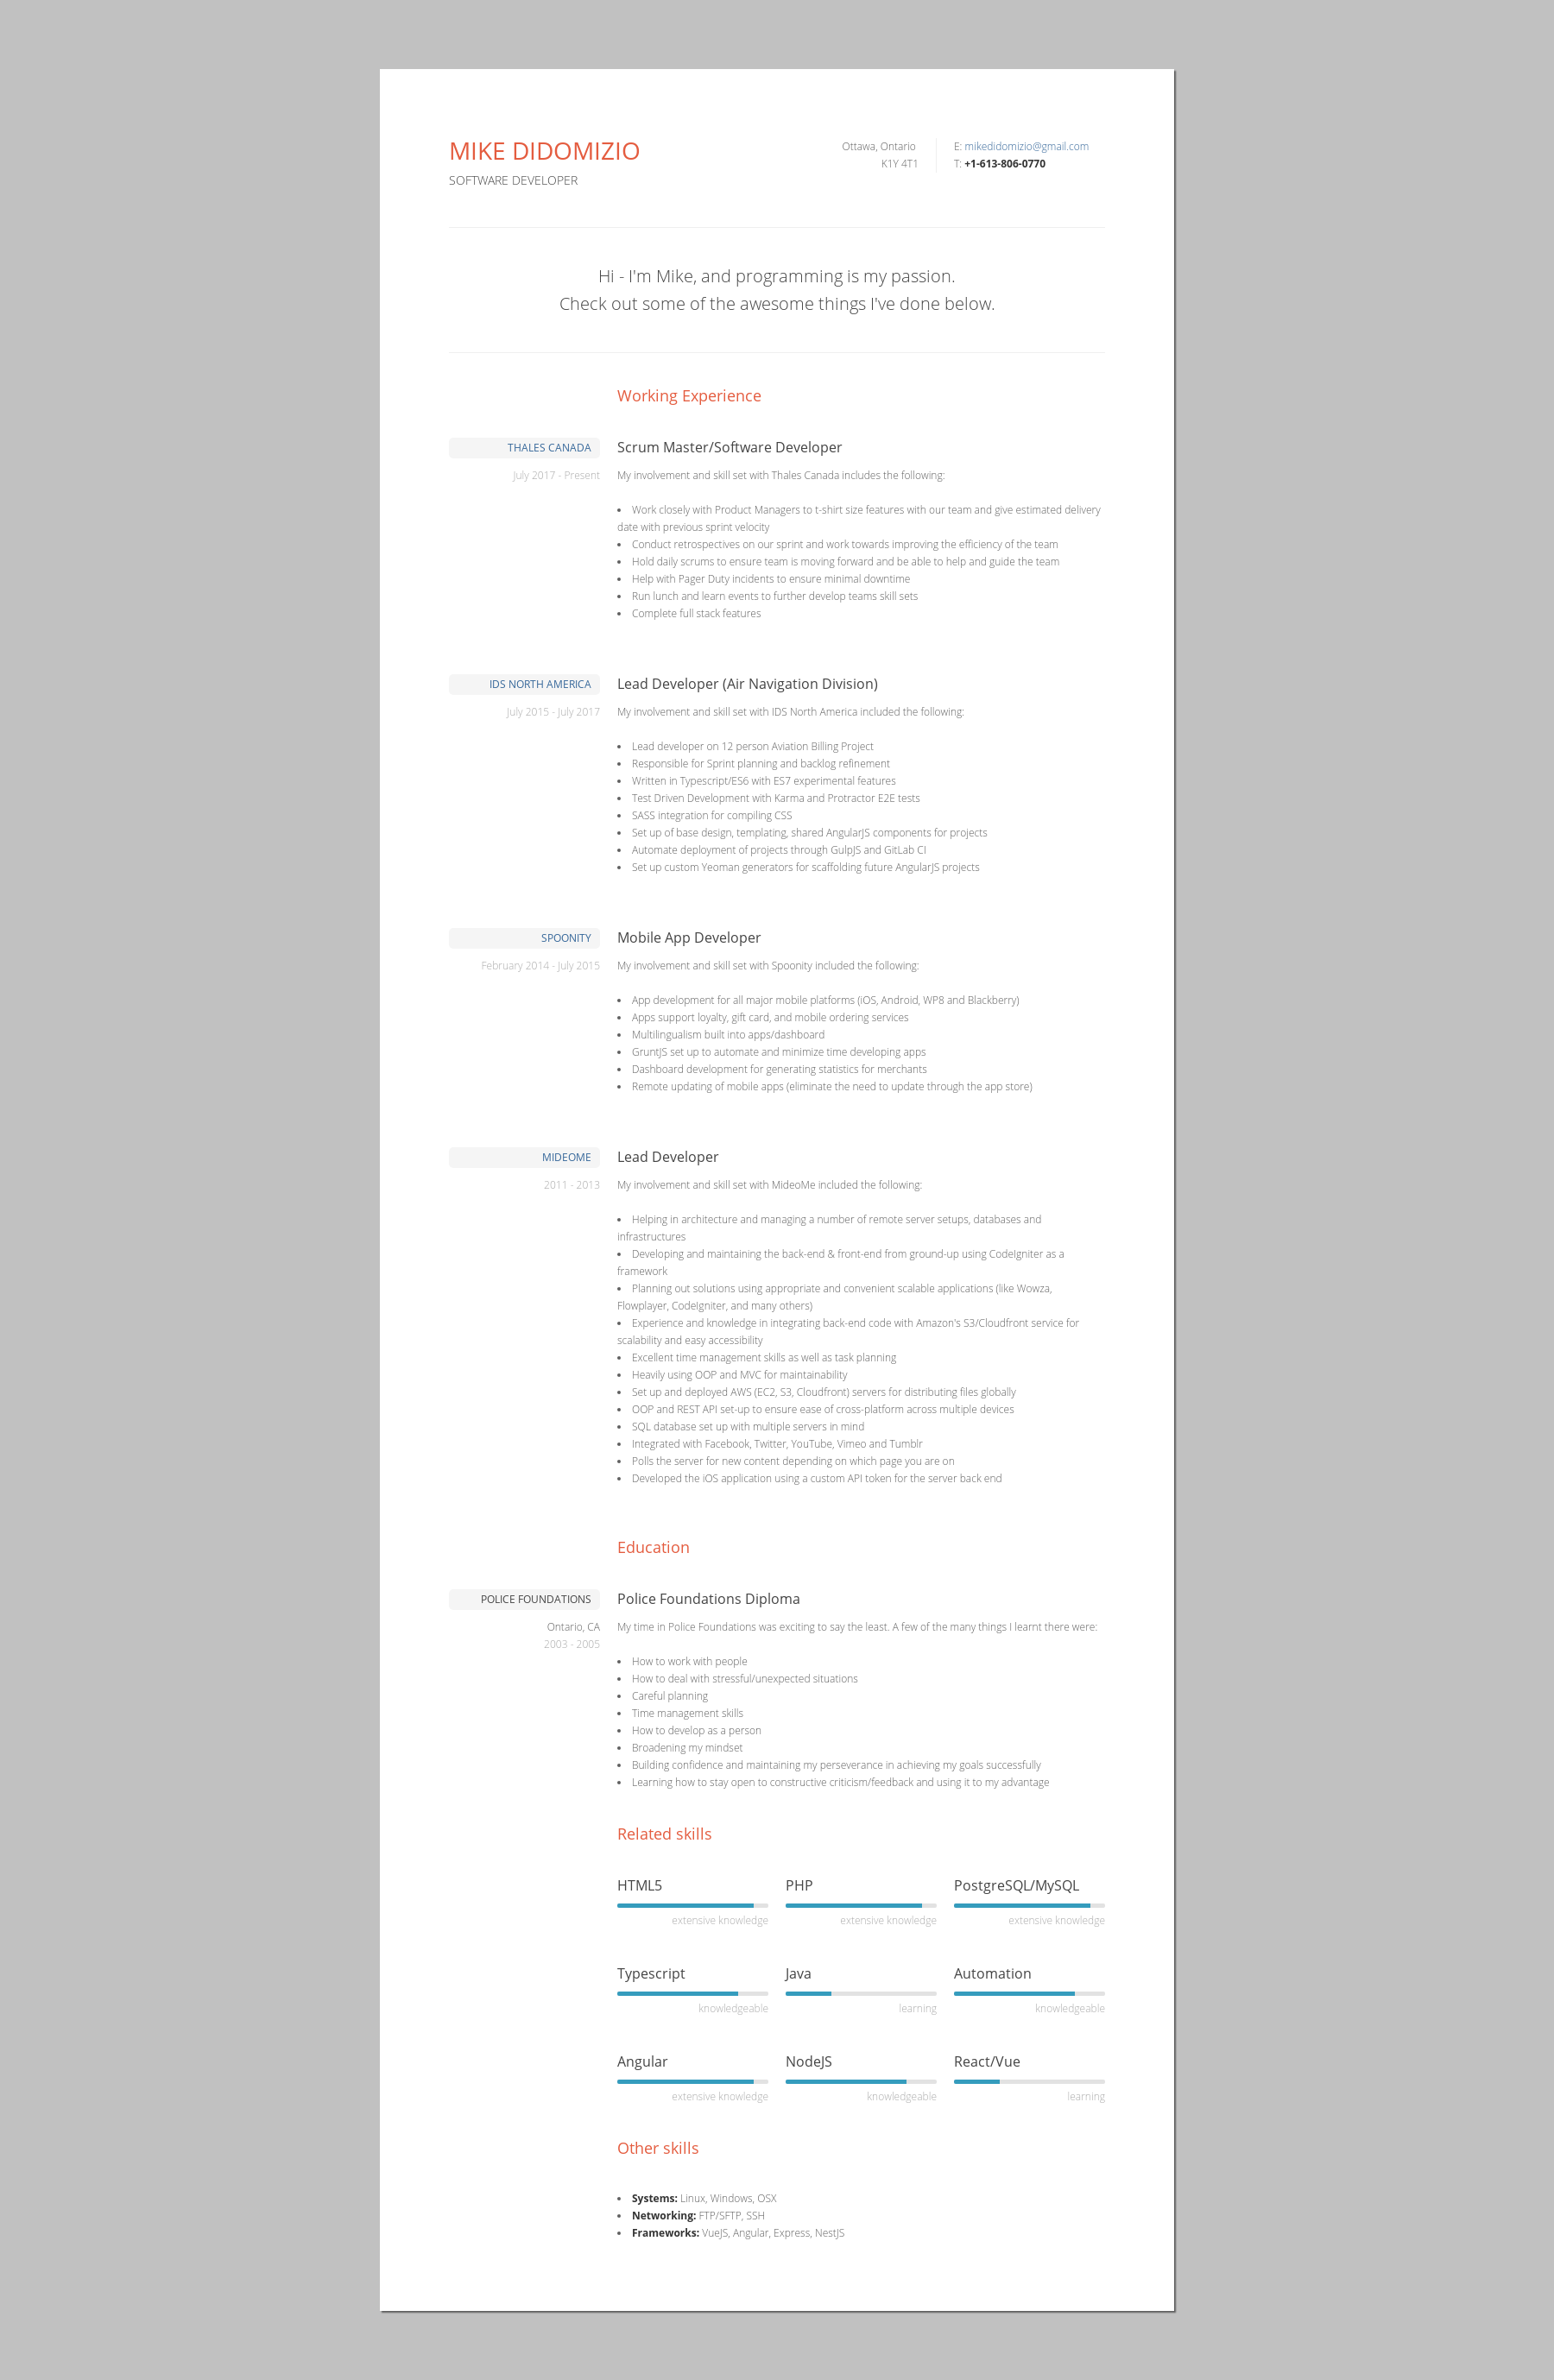 MIKE DIDOMIZIO
SOFTWARE DEVELOPER
Ottawa, Ontario
K1Y 4T1
E: mikedidomizio@gmail.com
T: +1-613-806-0770
Hi - I'm Mike, and programming is my passion.
Check out some of the awesome things I've done below.
Working Experience
THALES CANADA
July 2017 - Present
Scrum Master/Software Developer
My involvement and skill set with Thales Canada includes the following:
• Work closely with Product Managers to t-shirt size features with our team and give estimated delivery
date with previous sprint velocity
• Conduct retrospectives on our sprint and work towards improving the efficiency of the team
• Hold daily scrums to ensure team is moving forward and be able to help and guide the team
• Help with Pager Duty incidents to ensure minimal downtime
• Run lunch and learn events to further develop teams skill sets
• Complete full stack features
IDS NORTH AMERICA
July 2015 - July 2017
Lead Developer (Air Navigation Division)
My involvement and skill set with IDS North America included the following:
• Lead developer on 12 person Aviation Billing Project
• Responsible for Sprint planning and backlog refinement
• Written in Typescript/ES6 with ES7 experimental features
• Test Driven Development with Karma and Protractor E2E tests
• SASS integration for compiling CSS
• Set up of base design, templating, shared AngularJS components for projects
• Automate deployment of projects through GulpJS and GitLab CI
• Set up custom Yeoman generators for scaffolding future AngularJS projects
SPOONITY
February 2014 - July 2015
Mobile App Developer
My involvement and skill set with Spoonity included the following:
• App development for all major mobile platforms (iOS, Android, WP8 and Blackberry)
• Apps support loyalty, gift card, and mobile ordering services
• Multilingualism built into apps/dashboard
• GruntJS set up to automate and minimize time developing apps
• Dashboard development for generating statistics for merchants
• Remote updating of mobile apps (eliminate the need to update through the app store)
MIDEOME
2011 - 2013
Lead Developer
My involvement and skill set with MideoMe included the following:
• Helping in architecture and managing a number of remote server setups, databases and
infrastructures
• Developing and maintaining the back-end & front-end from ground-up using CodeIgniter as a
framework
• Planning out solutions using appropriate and convenient scalable applications (like Wowza,
Flowplayer, CodeIgniter, and many others)
• Experience and knowledge in integrating back-end code with Amazon's S3/Cloudfront service for
scalability and easy accessibility
• Excellent time management skills as well as task planning
• Heavily using OOP and MVC for maintainability
• Set up and deployed AWS (EC2, S3, Cloudfront) servers for distributing files globally
• OOP and REST API set-up to ensure ease of cross-platform across multiple devices
• SQL database set up with multiple servers in mind
• Integrated with Facebook, Twitter, YouTube, Vimeo and Tumblr
• Polls the server for new content depending on which page you are on
• Developed the iOS application using a custom API token for the server back end
Education
POLICE FOUNDATIONS
Ontario, CA
2003 - 2005
Police Foundations Diploma
My time in Police Foundations was exciting to say the least. A few of the many things I learnt there were:
• How to work with people
• How to deal with stressful/unexpected situations
• Careful planning
• Time management skills
• How to develop as a person
• Broadening my mindset
• Building confidence and maintaining my perseverance in achieving my goals successfully
• Learning how to stay open to constructive criticism/feedback and using it to my advantage
Related skills
HTML5
extensive knowledge
PHP
extensive knowledge
PostgreSQL/MySQL
extensive knowledge
Typescript
knowledgeable
Java
learning
Automation
knowledgeable
Angular
extensive knowledge
NodeJS
knowledgeable
React/Vue
learning
Other skills
• Systems: Linux, Windows, OSX
• Networking: FTP/SFTP, SSH
• Frameworks: VueJS, Angular, Express, NestJS